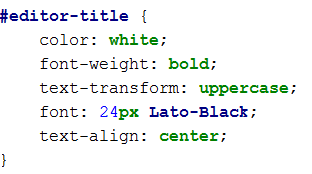 #editor-title {
    color: white;
    font-weight: bold;
    text-transform: uppercase;
    font: 24px Lato-Black;
    text-align: center;
}